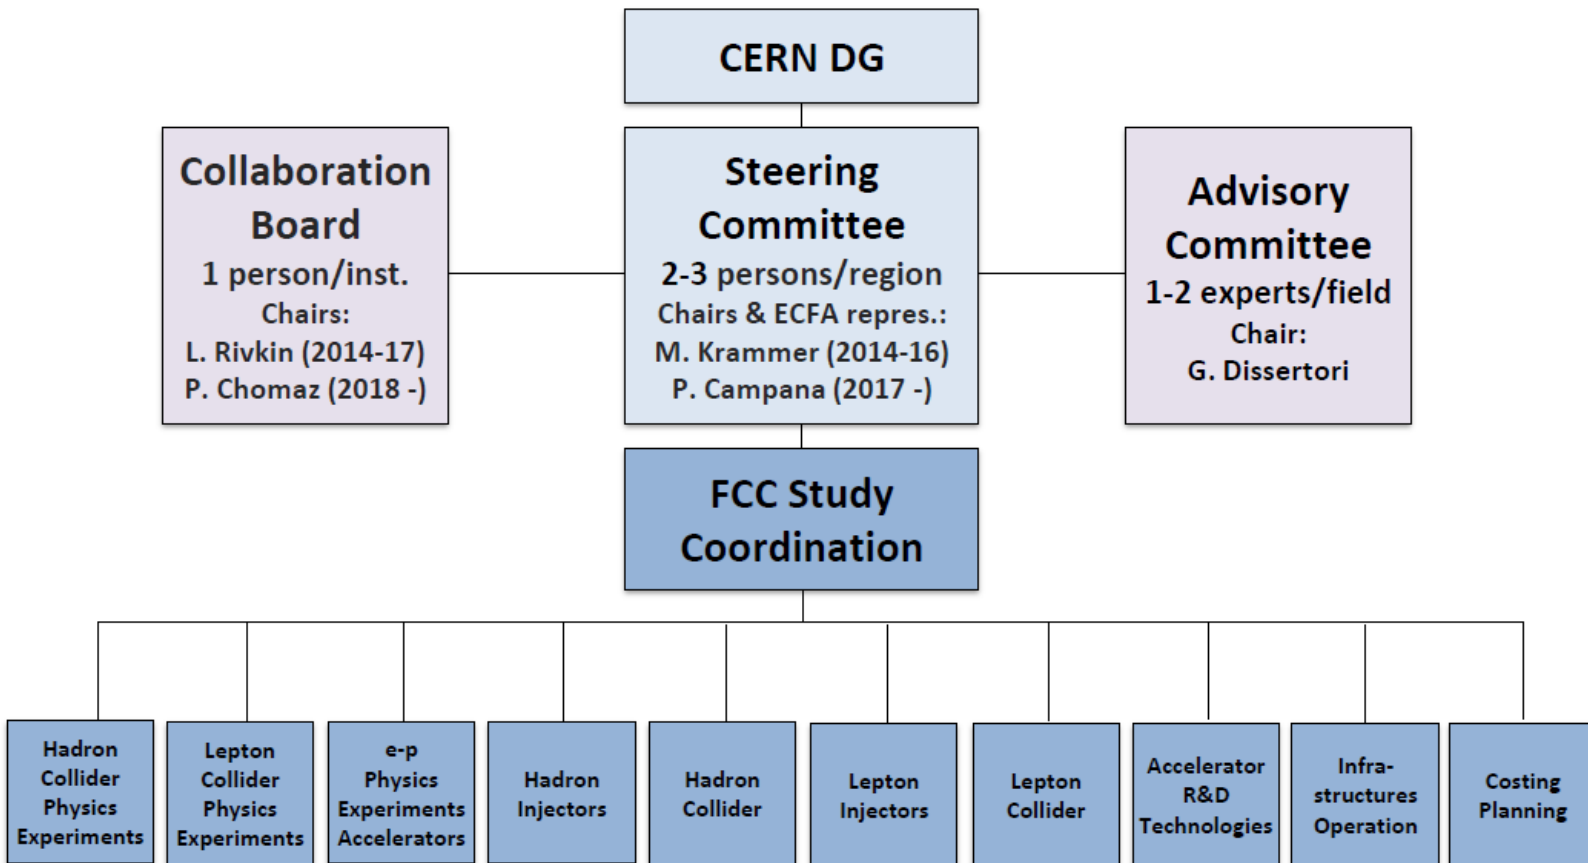 CERN DG
Collaboration
Board
1 person/inst.
Chairs:
L. Rivkin (2014-17)
P. Chomaz (2018 -)
Steering
Committee
2-3 persons/region
Chairs & ECFA repres.:
M. Krammer (2014-16)
P. Campana (2017 -)
Advisory
Committee
1-2 experts/field
Chair:
G. Dissertori
FCC Study
Coordination
Hadron
Collider
Physics
Experiments
Lepton
Collider
Physics
Experiments
e-p
Physics
Experiments
Accelerators
Hadron
Injectors
Hadron
Collider
Lepton
Injectors
Lepton
Collider
Accelerator
R&D
Technologies
Infra-
structures
Operation
Costing
Planning